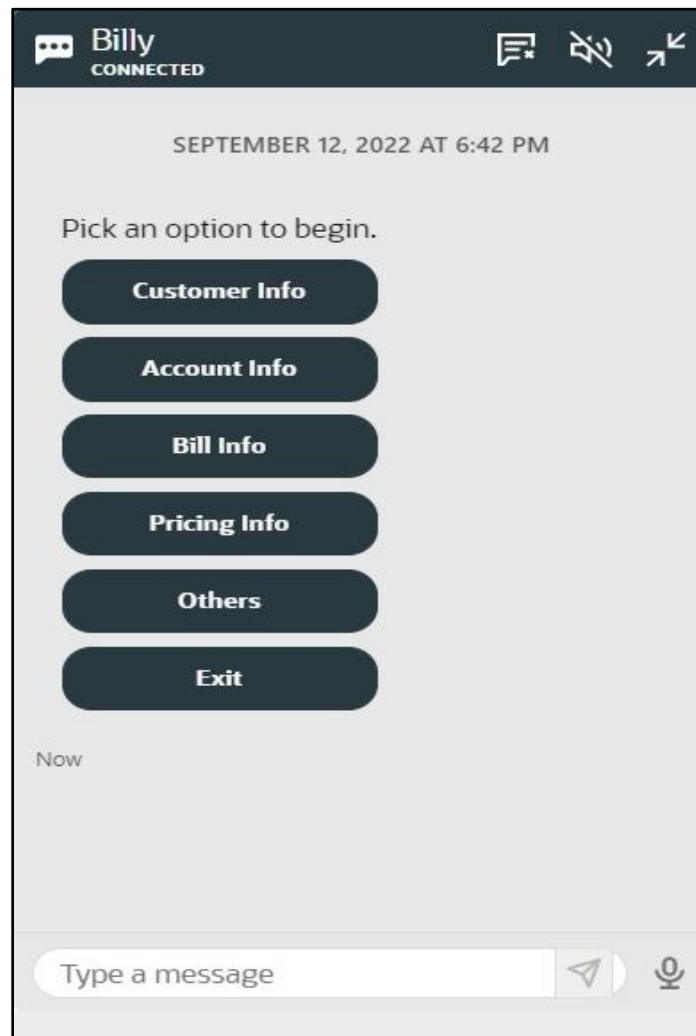 Billy
CONNECTED
SEPTEMBER 12, 2022 AT 6:42 PM
Pick an option to begin.
Customer Info
Account Info
Bill Info
Pricing Info
Others
Exit
Now
Type a message